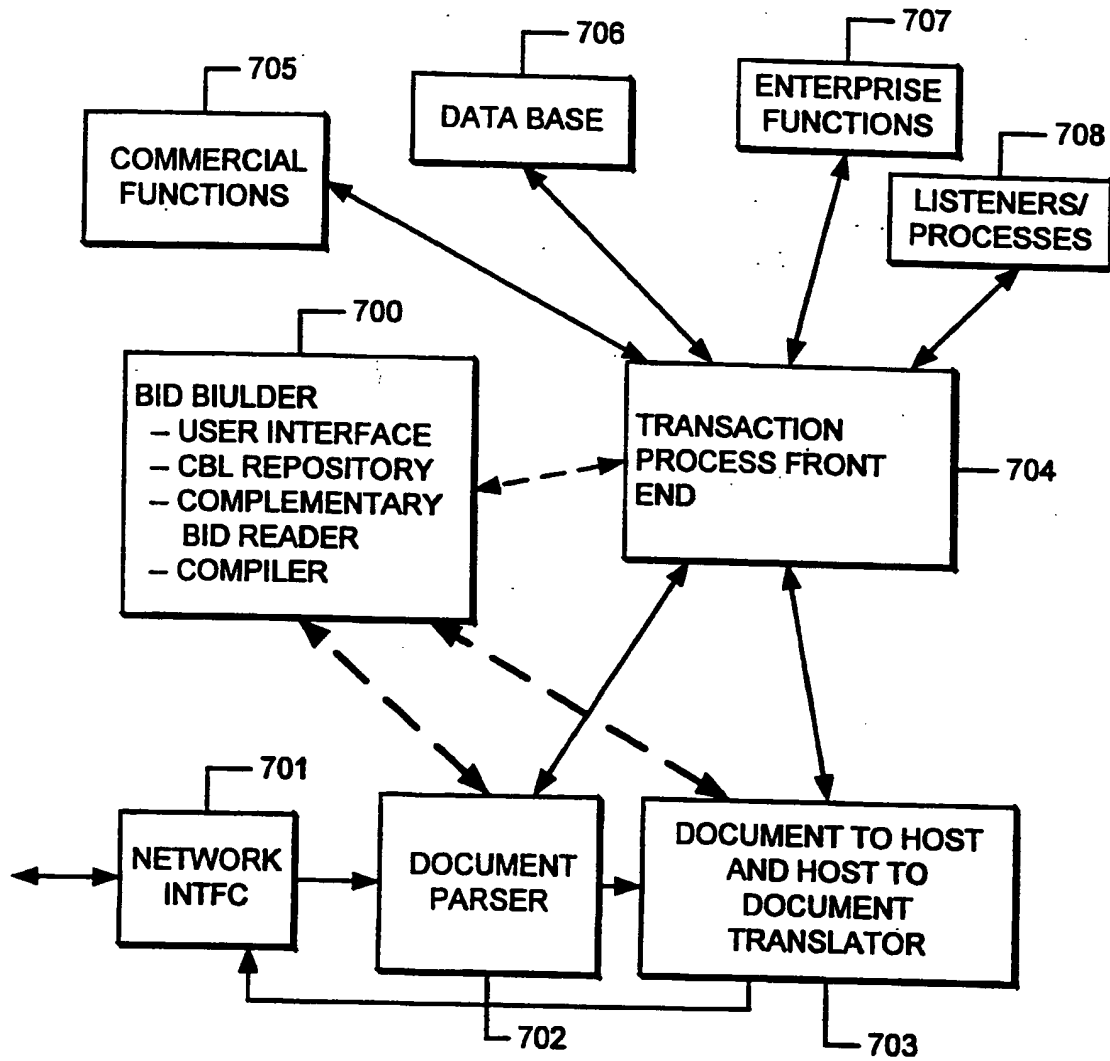 706
707
705
DATA BASE
ENTERPRISE
FUNCTIONS
708
COMMERCIAL
FUNCTIONS
LISTENERS/
PROCESSES
700
BID BIULDER
– USER INTERFACE
– CBL REPOSITORY
– COMPLEMENTARY
BID READER
– COMPILER
TRANSACTION
PROCESS FRONT
END
704
701
NETWORK
INTFC
DOCUMENT
PARSER
DOCUMENT TO HOST
AND HOST TO
DOCUMENT
TRANSLATOR
702
703